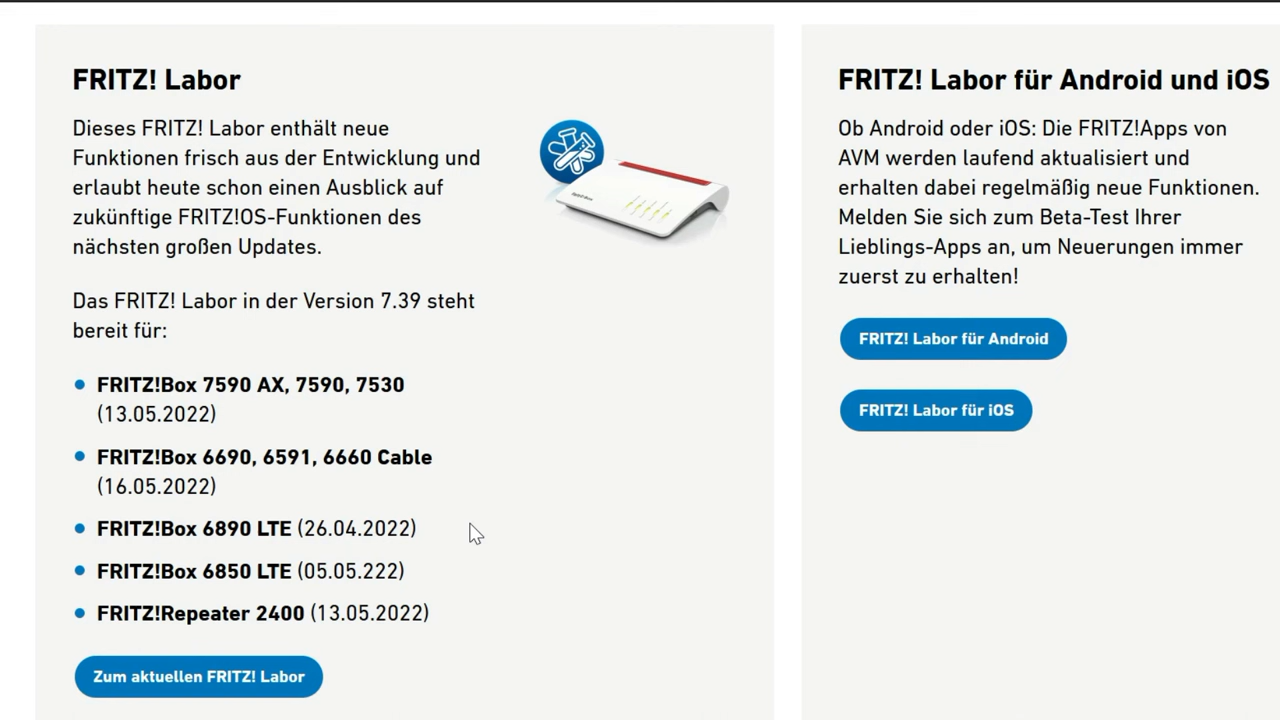 FRITZ! Labor
Dieses FRITZ! Labor enthält neue
Funktionen frisch aus der Entwicklung und
erlaubt heute schon einen Ausblick auf
zukünftige FRITZ!OS-Funktionen des
nächsten großen Updates.
Das FRITZ! Labor in der Version 7.39 steht
bereit für:
FRITZ!Box 7590 AX, 7590, 7530
(13.05.2022)
FRITZ!Box 6690, 6591, 6660 Cable
(16.05.2022)
FRITZ!Box 6890 LTE (26.04.2022)
FRITZ!Box 6850 LTE (05.05.222)
FRITZ!Repeater 2400 (13.05.2022)
Zum aktuellen FRITZ! Labor
FRITZ! Labor für Android und iOS
Ob Android oder iOS: Die FRITZ!Apps von
AVM werden laufend aktualisiert und
erhalten dabei regelmäßig neue Funktionen.
Melden Sie sich zum Beta-Test Ihrer
Lieblings-Apps an, um Neuerungen immer
zuerst zu erhalten!
FRITZ! Labor für Android
FRITZ! Labor für iOS